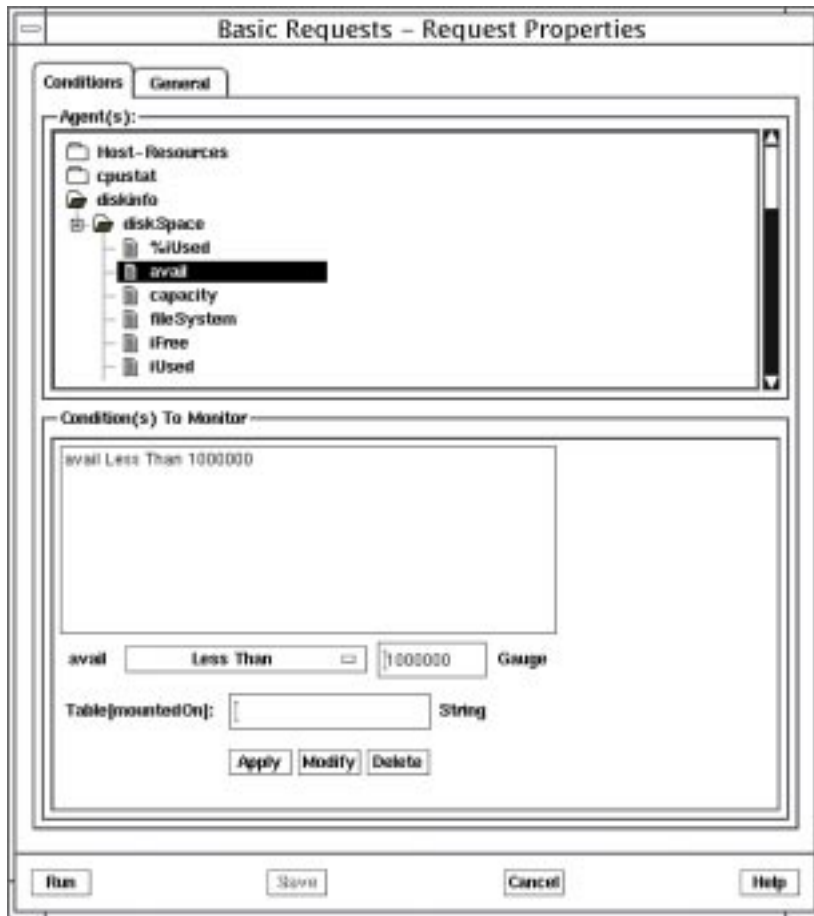 Basic Requests – Request Properties
Conditions General
Agent(s):
Host-Resources
cpustat
diskinfo
diskSpace
%iUsed
avail
capacity
fileSystem
iFree
iUsed
Condition(s) To Monitor
avail Less Than 1000000
avail Less Than 1000000 Gauge
Table[mountedOn]: String
Apply Modify Delete
Run Save Cancel Help